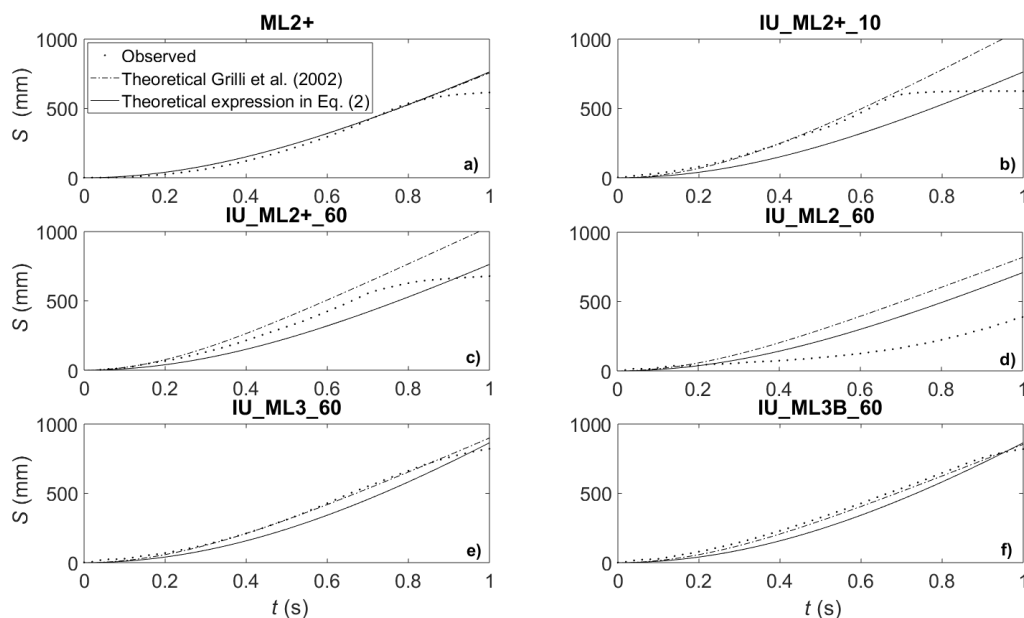 ML2+
1000
500
0
S (mm)
Observed
Theoretical Grilli et al. (2002)
Theoretical expression in Eq. (2)
a)
0 0.2 0.4 0.6 0.8 1
IU_ML2+_10
1000
500
0
b)
0 0.2 0.4 0.6 0.8 1
IU_ML2+_60
1000
500
0
S (mm)
c)
0 0.2 0.4 0.6 0.8 1
IU_ML2_60
1000
500
0
d)
0 0.2 0.4 0.6 0.8 1
IU_ML3_60
1000
500
0
S (mm)
e)
0 0.2 0.4 0.6 0.8 1
t (s)
IU_ML3B_60
1000
500
0
f)
0 0.2 0.4 0.6 0.8 1
t (s)